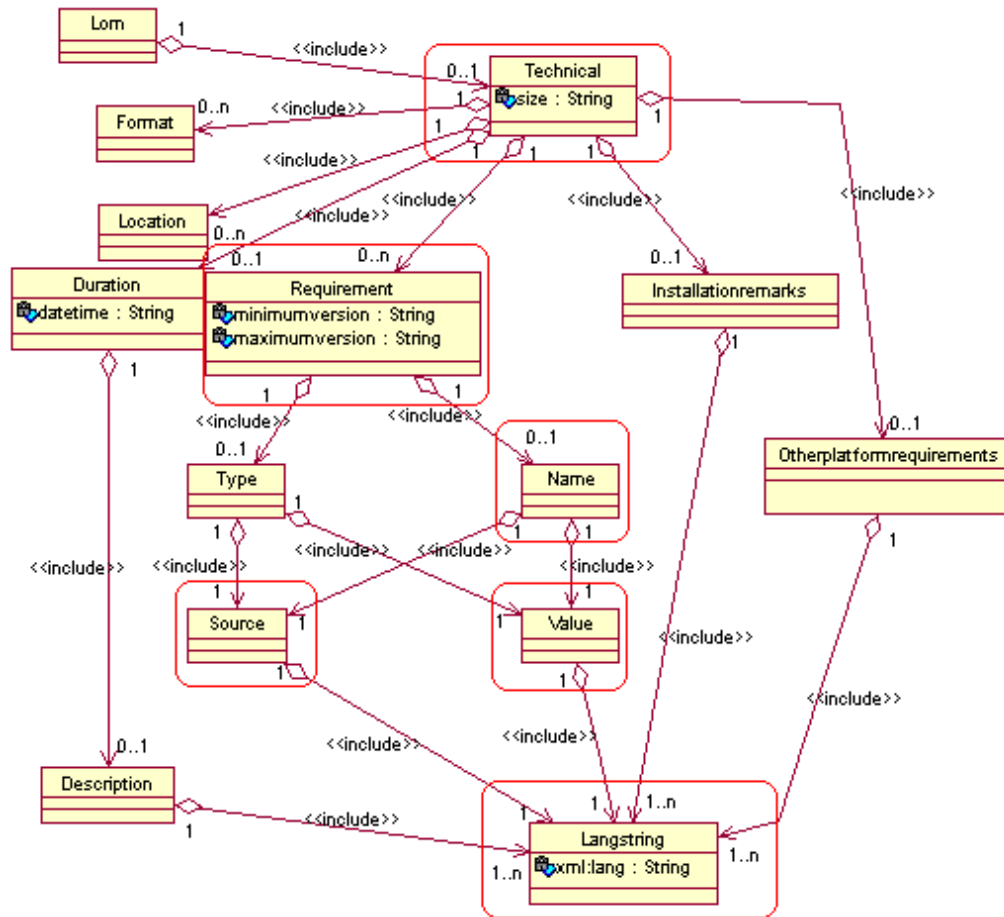 Lom
1
<<include>>
0..1
Technical
size : String
0..n
<<include>>
1
1
1
1
1
1
Format
<<include>>
<<include>>
<<include>>
<<include>>
<<include>>
Location
0..n
0..1
0..n
0..1
Duration
datetime : String
Requirement
minimumversion : String
maximumversion : String
Installationremarks
1
1
1
1
<<include>>
<<include>>
0..1
0..1
0..1
Type
Name
Otherplatformrequirements
1
1
1
1
1
<<include>>
<<include>>
<<include>>
<<include>>
<<include>>
1
1
1
1
Source
Value
<<include>>
1
1
<<include>>
<<include>>
<<include>>
0..1
Description
1
<<include>>
1
1
1..n
1..n
1..n
Langstring
xml:lang : String